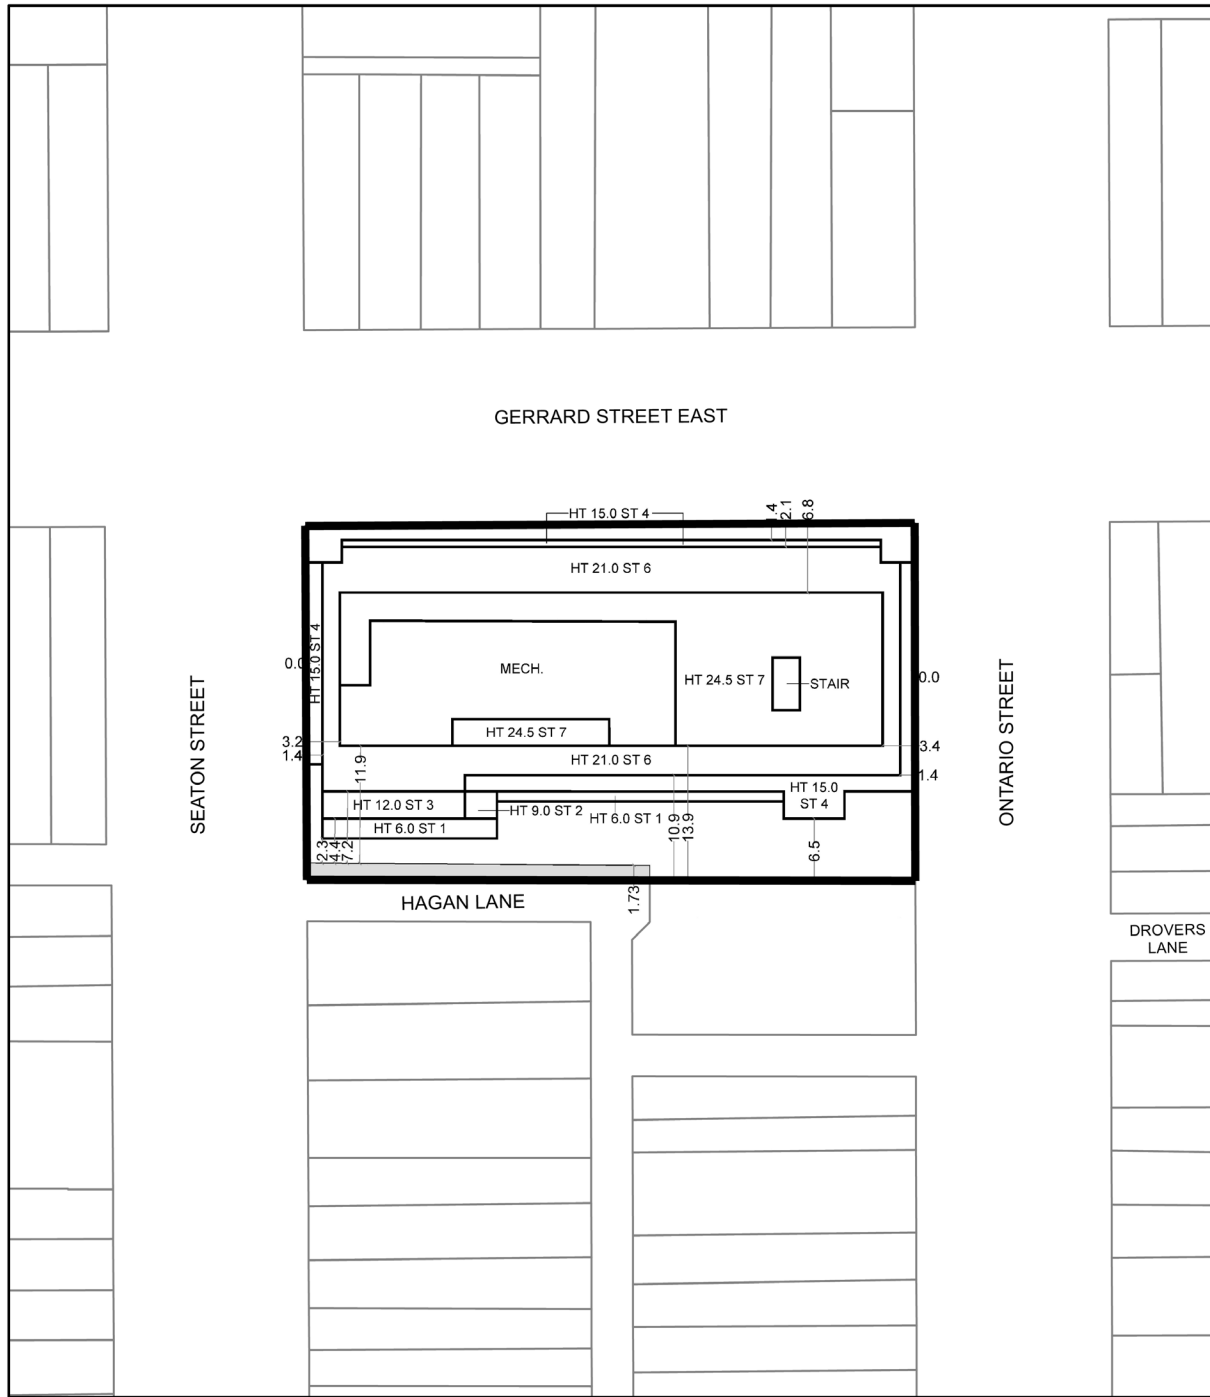 GERRARD STREET EAST
HT 15.0 ST 4
1.4
2.1
6.8
HT 21.0 ST 6
HT 15.0 ST 4
0.0
MECH.
HT 24.5 ST 7
STAIR
0.0
SEATON STREET
ONTARIO STREET
HT 24.5 ST 7
3.2
1.4
11.9
HT 21.0 ST 6
3.4
1.4
HT 15.0
ST 4
HT 12.0 ST 3
HT 9.0 ST 2
HT 6.0 ST 1
HT 6.0 ST 1
10.9
13.9
2.3
4.4
7.2
6.5
1.73
HAGAN LANE
DROVERS
LANE